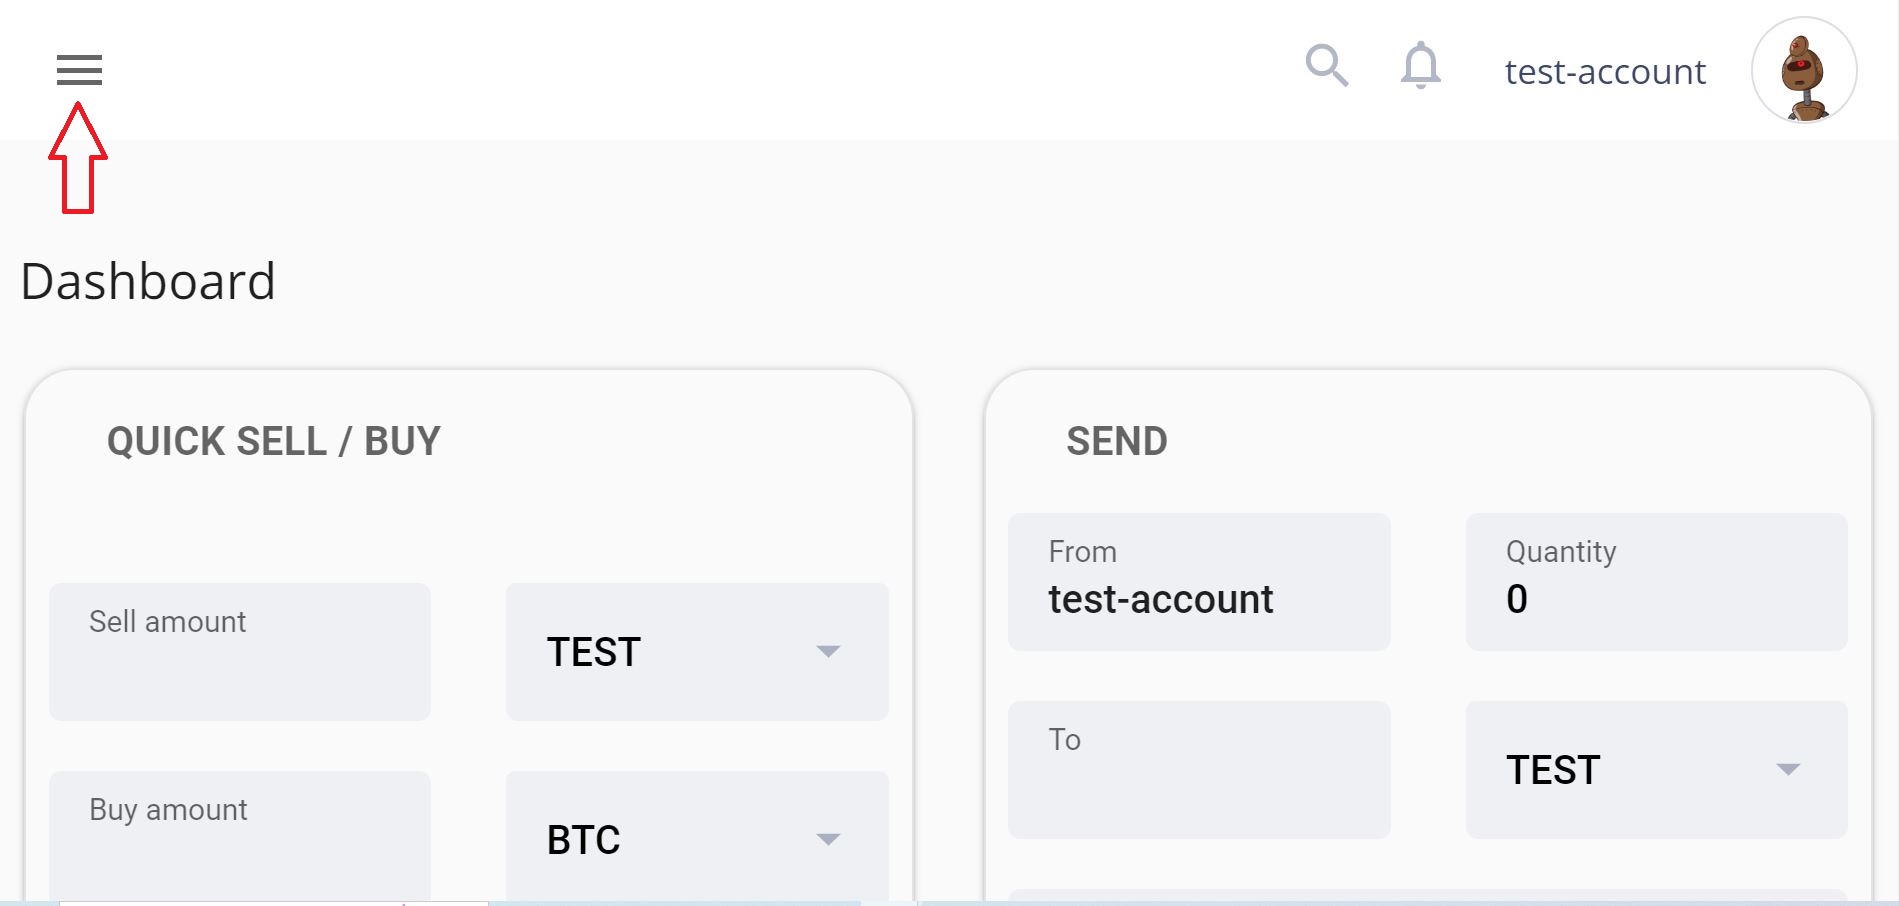 test-account
Dashboard
QUICK SELL / BUY
Sell amount
TEST
Buy amount
BTC
SEND
From
test-account
Quantity
0
To
TEST